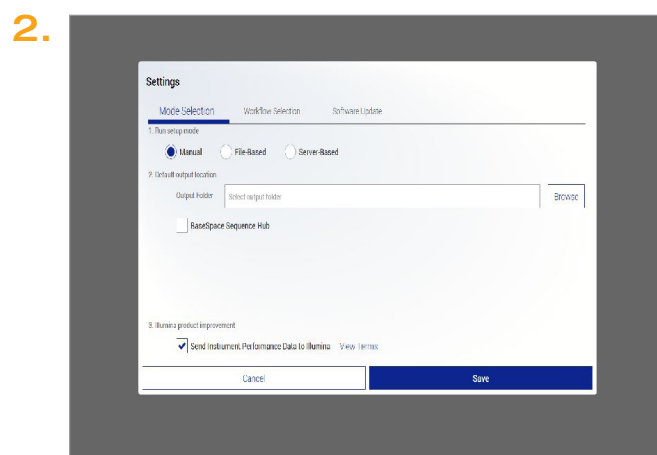 2.
Settings
Mode Selection Workflow Selection Software Update
1. Run setup mode
Manual File-Based Server-Based
2. Default output location
Output Folder Select output folder Browse
BaseSpace Sequence Hub
3. Illumina product improvement
Send Instrument Performance Data to Illumina View Terms
Cancel Save